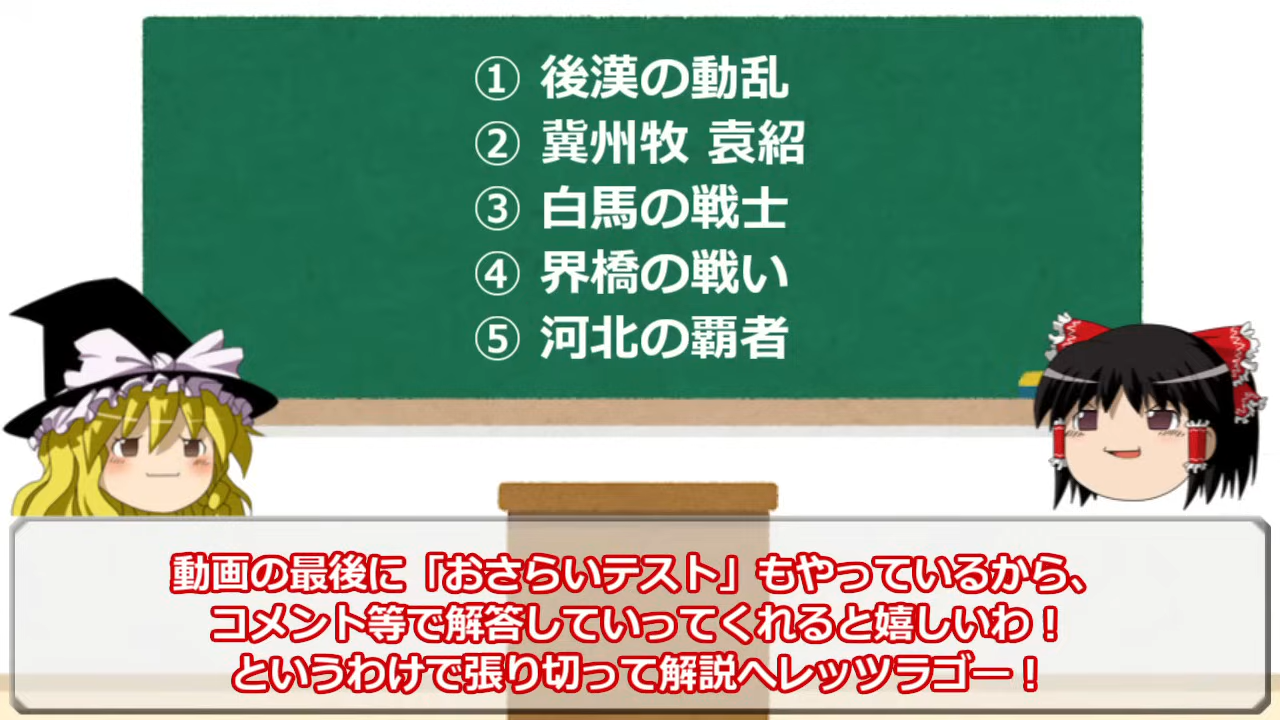 ① 後漢の動乱
② 冀州牧 袁紹
③ 白馬の戦士
④ 界橋の戦い
⑤ 河北の覇者
動画の最後に「おさらいテスト」もやっているから、
コメント等で解答していってくれると嬉しいわ！
というわけで張り切って解説へレッツラゴー！